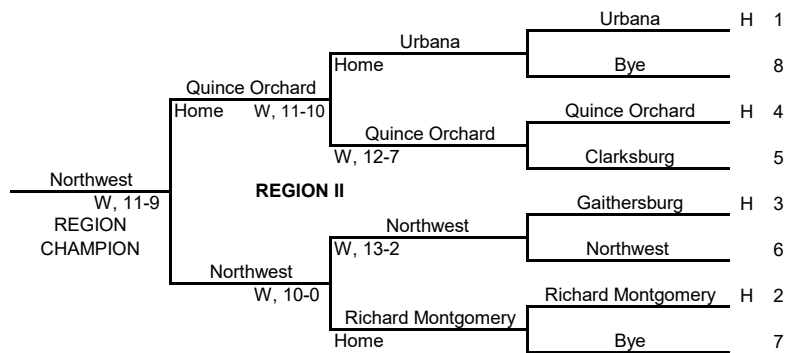 Urbana H 1
Urbana
Home Bye 8
Quince Orchard
Home W, 11-10 Quince Orchard H 4
Quince Orchard
W, 12-7 Clarksburg 5
Northwest REGION II
W, 11-9 Gaithersburg H 3
REGION Northwest
CHAMPION W, 13-2 Northwest 6
Northwest
W, 10-0 Richard Montgomery H 2
Richard Montgomery
Home Bye 7